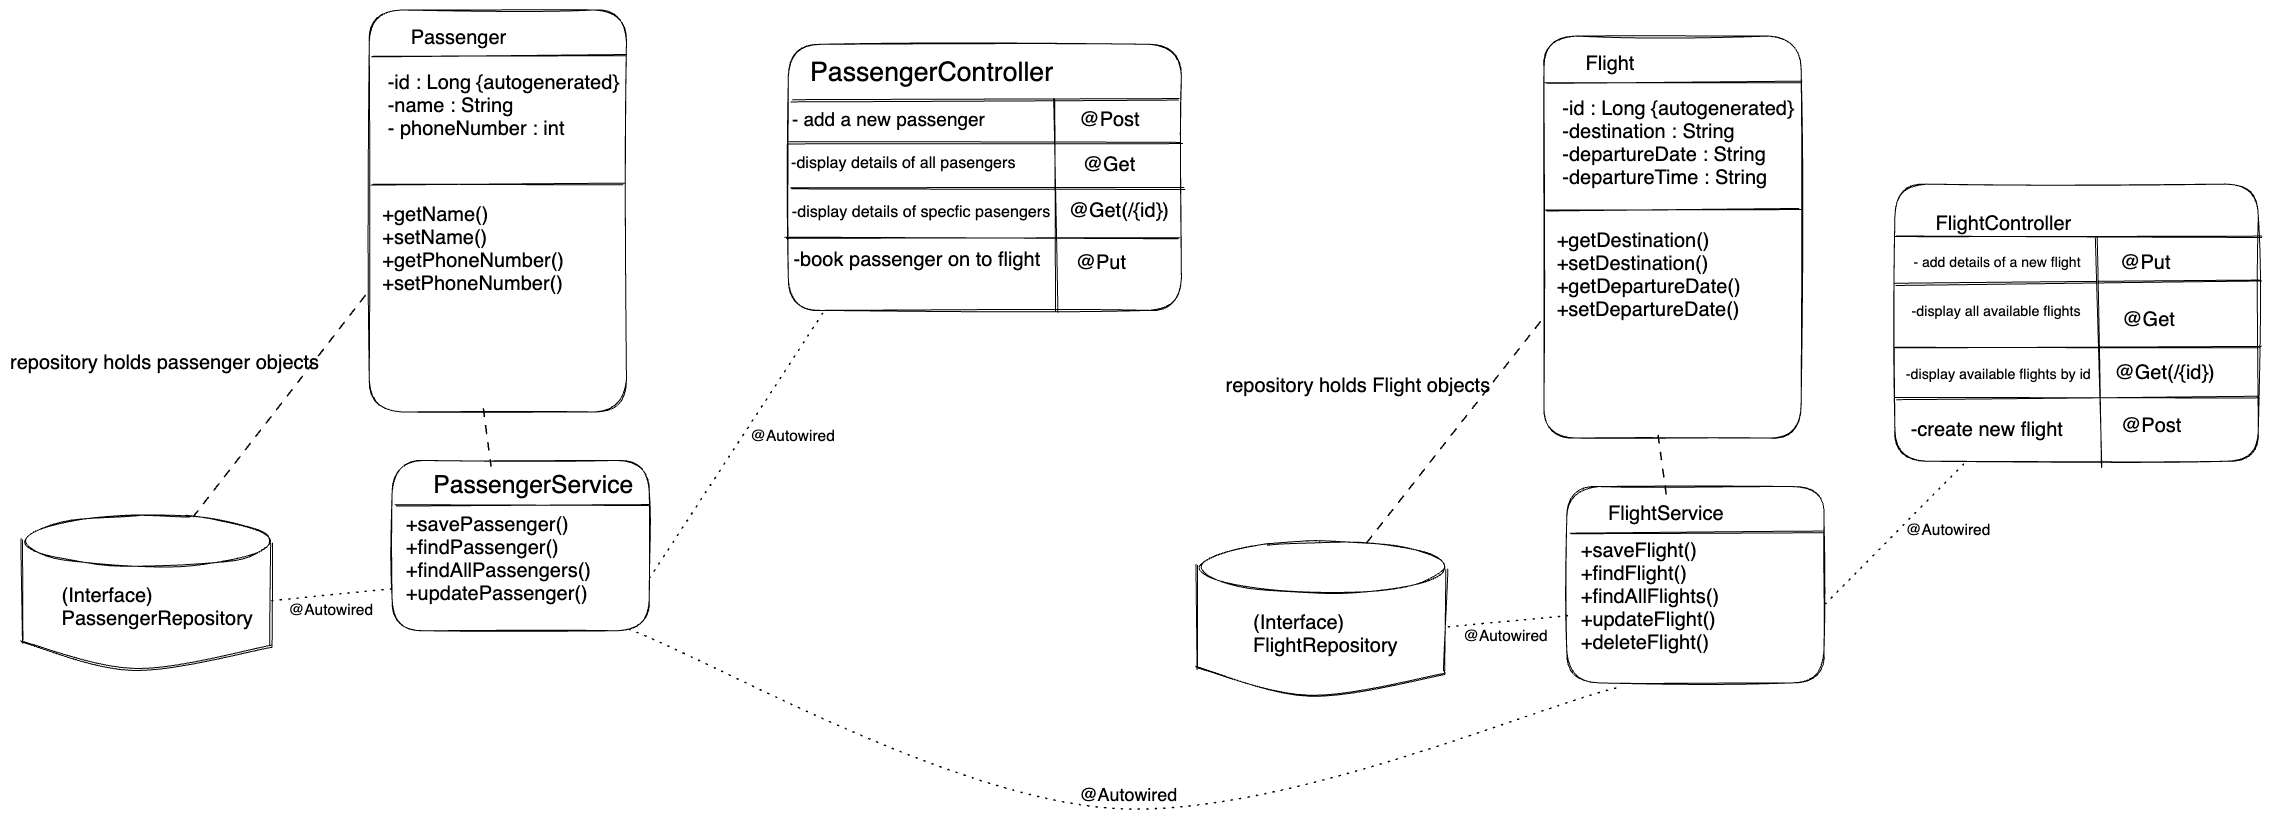 Passenger
-id : Long {autogenerated}
-name : String
- phoneNumber : int
+getName()
+setName()
+getPhoneNumber()
+setPhoneNumber()
repository holds passenger objects
PassengerController
- add a new passenger @Post
-display details of all pasengers @Get
-display details of specfic pasengers @Get(/{id})
-book passenger on to flight @Put
@Autowired
PassengerService
+savePassenger()
+findPassenger()
+findAllPassengers()
+updatePassenger()
(Interface)
PassengerRepository
@Autowired
Flight
-id : Long {autogenerated}
-destination : String
-departureDate : String
-departureTime : String
+getDestination()
+setDestination()
+getDepartureDate()
+setDepartureDate()
repository holds Flight objects
FlightController
- add details of a new flight @Put
-display all available flights @Get
-display available flights by id @Get(/{id})
-create new flight @Post
@Autowired
FlightService
+saveFlight()
+findFlight()
+findAllFlights()
+updateFlight()
+deleteFlight()
(Interface)
FlightRepository
@Autowired
@Autowired